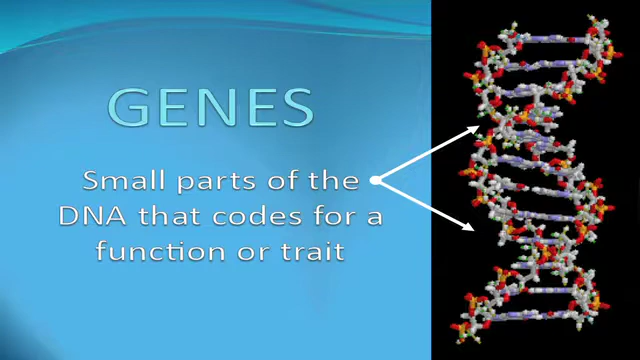 GENES
Small parts of the
DNA that codes for a
function or trait